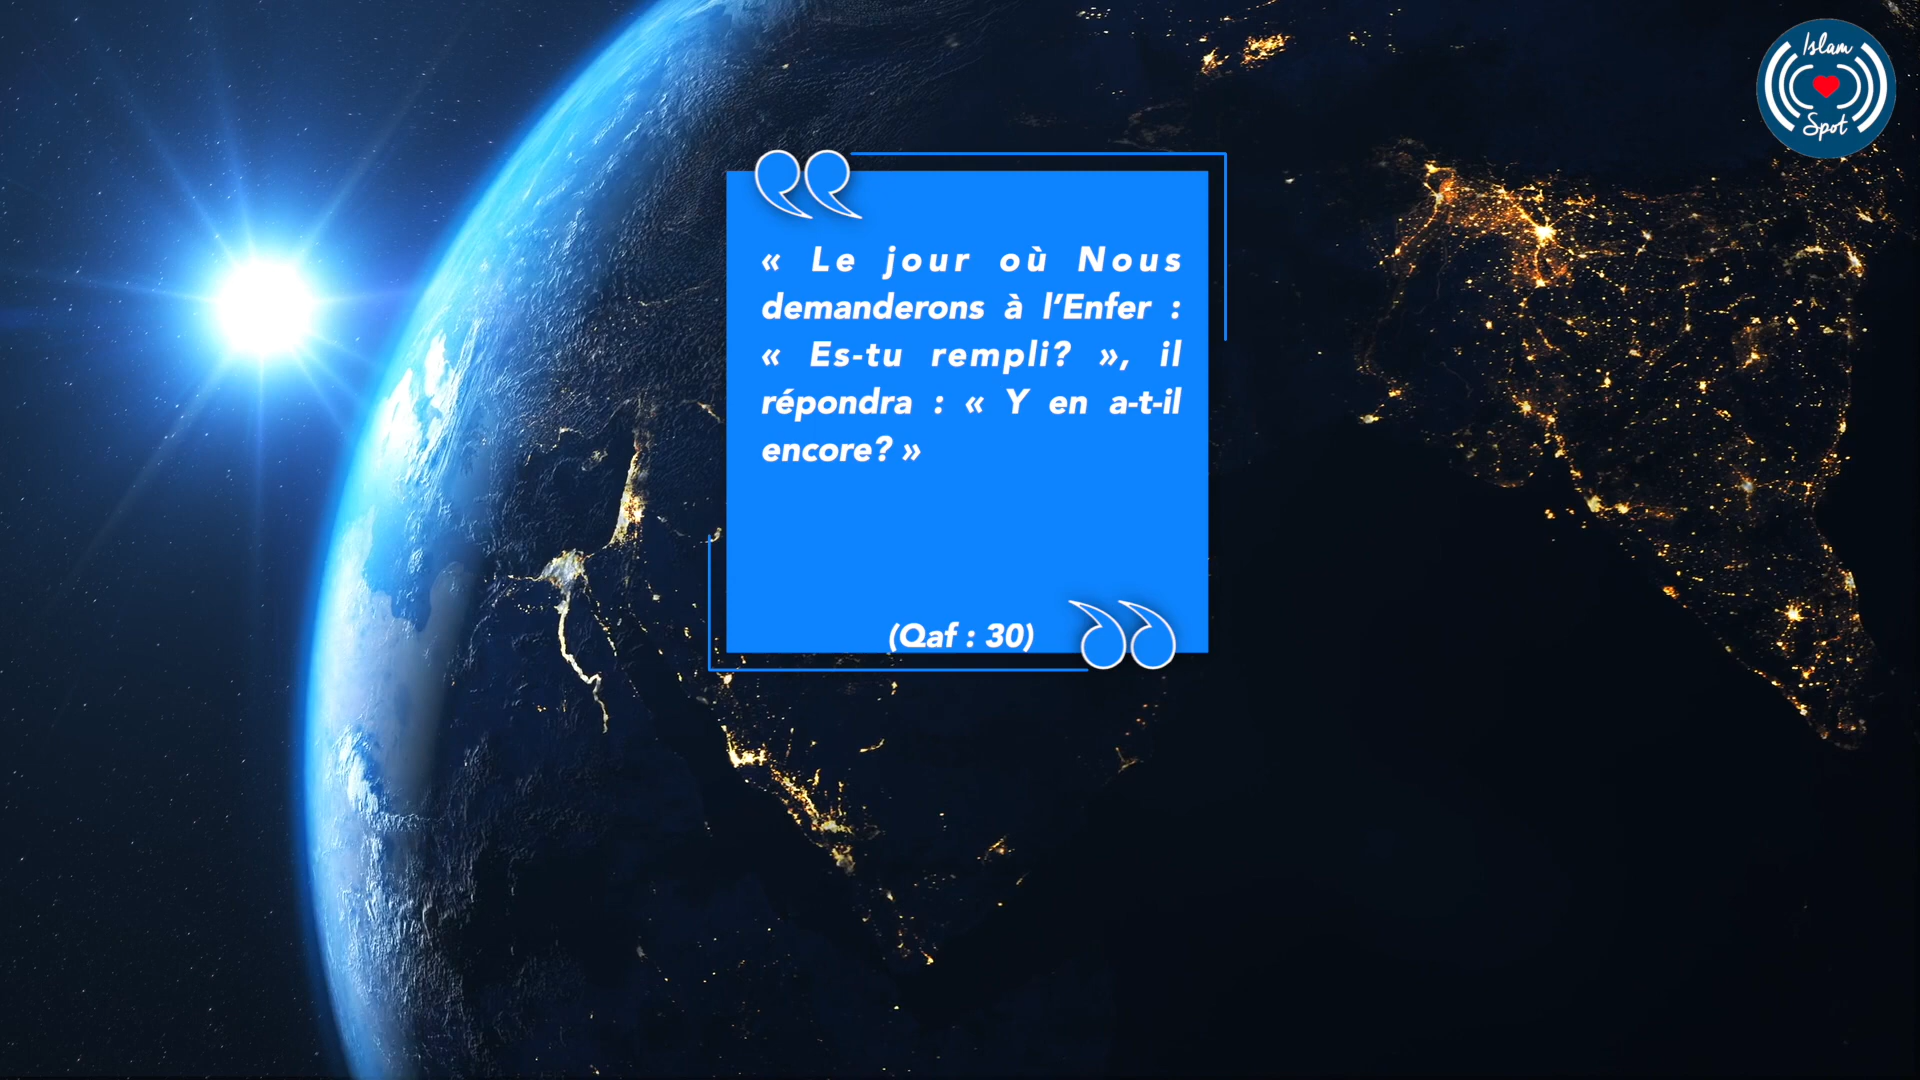 Islam
Spot
« Le jour où Nous
demanderons à l’Enfer :
« Es-tu rempli? », il
répondra : « Y en a-t-il
encore? »
(Qaf : 30)